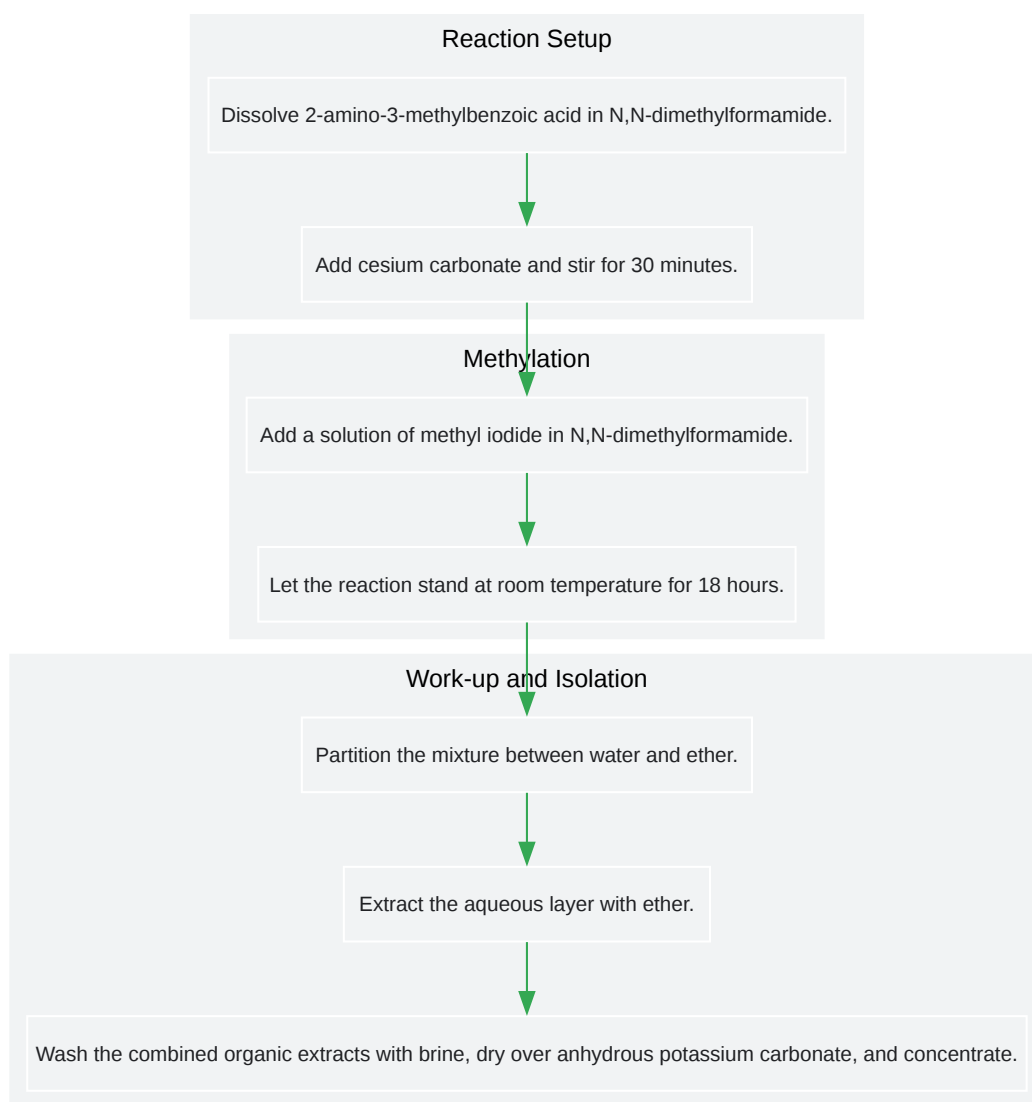 Reaction Setup
Dissolve 2-amino-3-methylbenzoic acid in N,N-dimethylformamide.
Add cesium carbonate and stir for 30 minutes.
Methylation
Add a solution of methyl iodide in N,N-dimethylformamide.
Let the reaction stand at room temperature for 18 hours.
Work-up and Isolation
Partition the mixture between water and ether.
Extract the aqueous layer with ether.
Wash the combined organic extracts with brine, dry over anhydrous potassium carbonate, and concentrate.